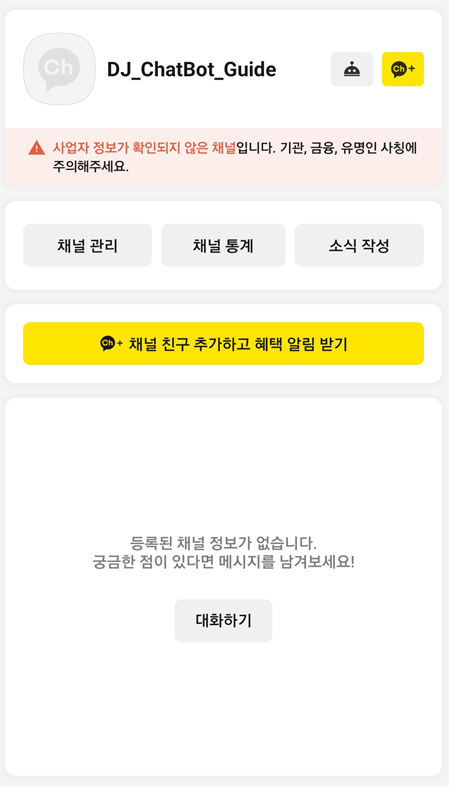 Ch
DJ_ChatBot_Guide
Ch+
사업자 정보가 확인되지 않은 채널입니다. 기관, 금융, 유명인 사칭에
주의해주세요.
채널 관리
채널 통계
소식 작성
Ch+ 채널 친구 추가하고 혜택 알림 받기
등록된 채널 정보가 없습니다.
궁금한 점이 있다면 메시지를 남겨보세요!
대화하기